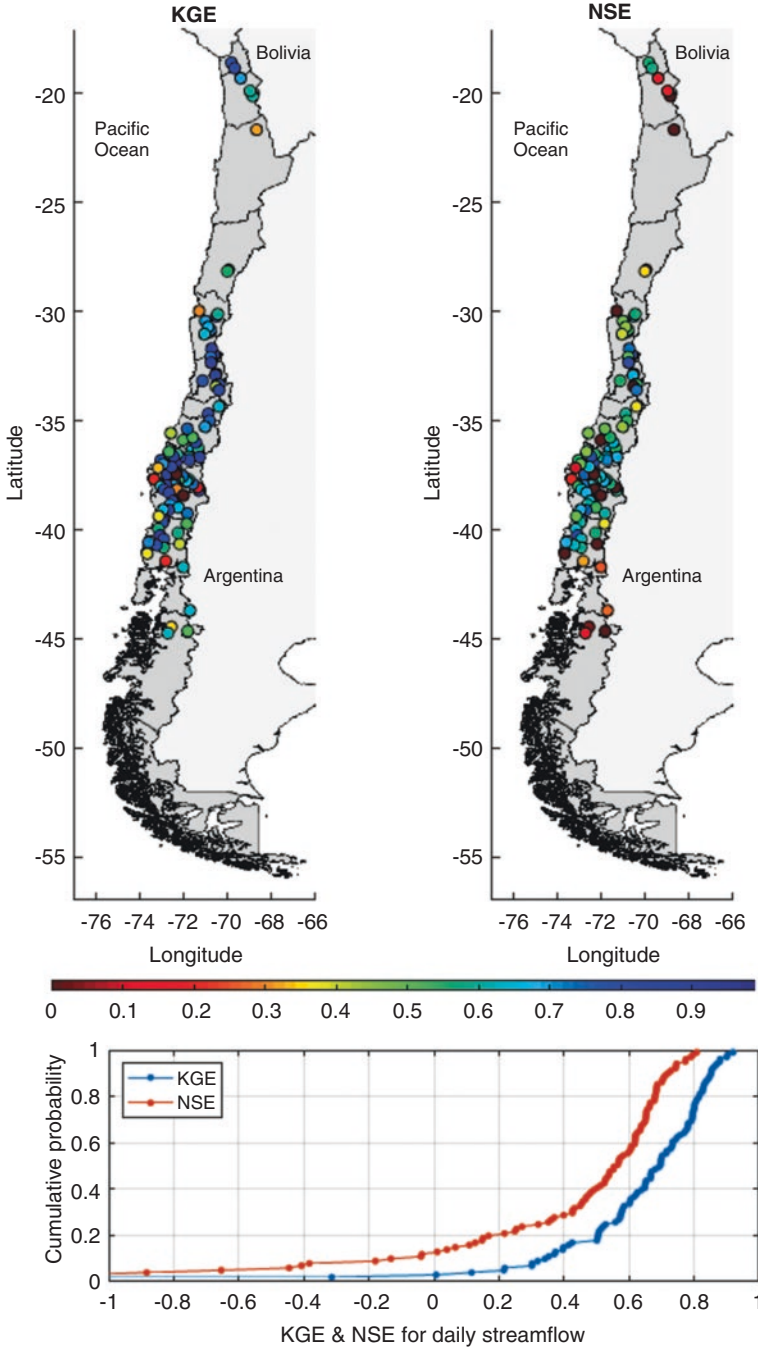 KGE
NSE
Bolivia
Bolivia
Pacific
Ocean
Pacific
Ocean
Argentina
Argentina
-20
-25
-30
-35
-40
-45
-50
-55
-20
-25
-30
-35
-40
-45
-50
-55
Latitude
Latitude
-76 -74 -72 -70 -68 -66
-76 -74 -72 -70 -68 -66
Longitude
Longitude
0 0.1 0.2 0.3 0.4 0.5 0.6 0.7 0.8 0.9
Cumulative probability
1
0.8
0.6
0.4
0.2
0
KGE
NSE
-1 -0.8 -0.6 -0.4 -0.2 0 0.2 0.4 0.6 0.8 1
KGE & NSE for daily streamflow